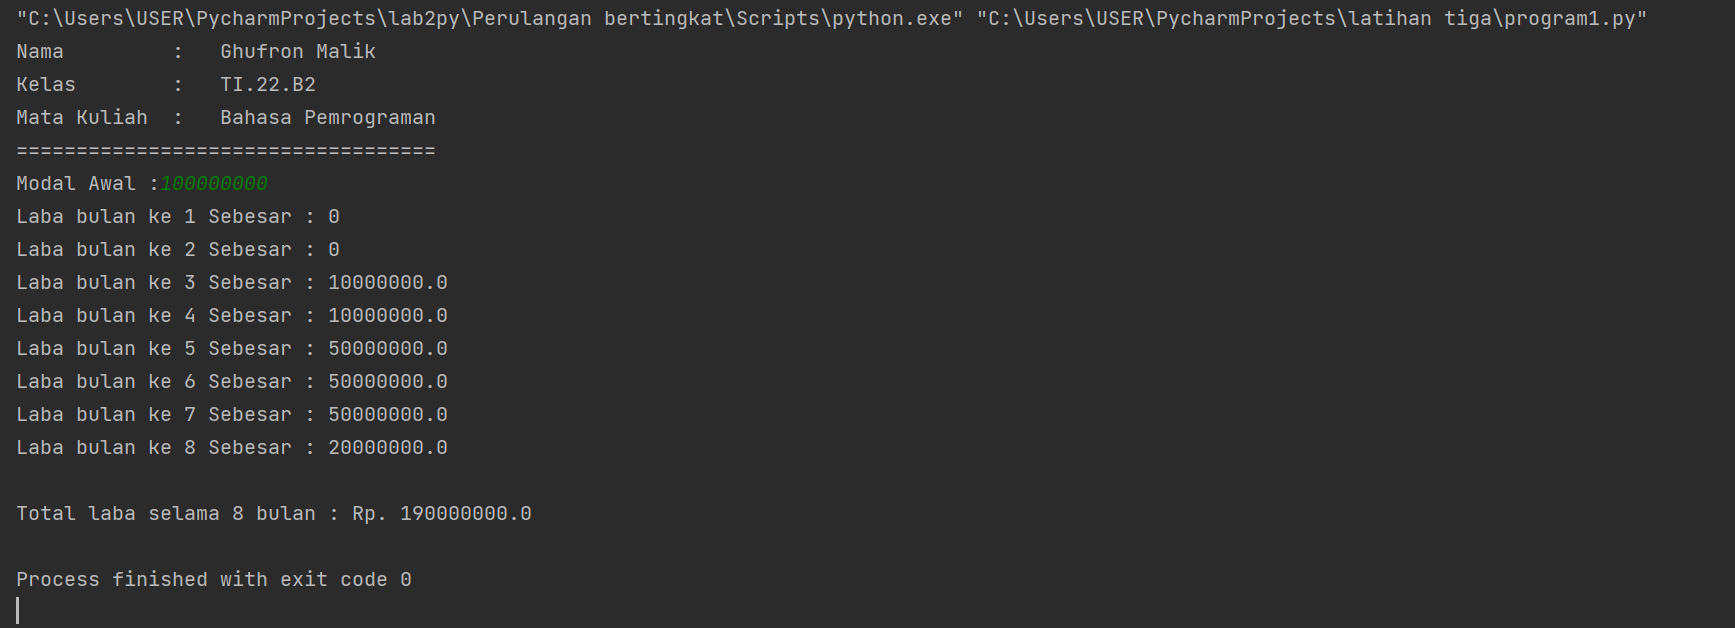 "C:\Users\USER\PycharmProjects\lab2py\Perulangan bertingkat\Scripts\python.exe" "C:\Users\USER\PycharmProjects\latihan tiga\program1.py"
Nama         :   Ghufron Malik
Kelas        :   TI.22.B2
Mata Kuliah  :   Bahasa Pemrograman
===================================
Modal Awal :100000000
Laba bulan ke 1 Sebesar : 0
Laba bulan ke 2 Sebesar : 0
Laba bulan ke 3 Sebesar : 10000000.0
Laba bulan ke 4 Sebesar : 10000000.0
Laba bulan ke 5 Sebesar : 50000000.0
Laba bulan ke 6 Sebesar : 50000000.0
Laba bulan ke 7 Sebesar : 50000000.0
Laba bulan ke 8 Sebesar : 20000000.0
Total laba selama 8 bulan : Rp. 190000000.0
Process finished with exit code 0